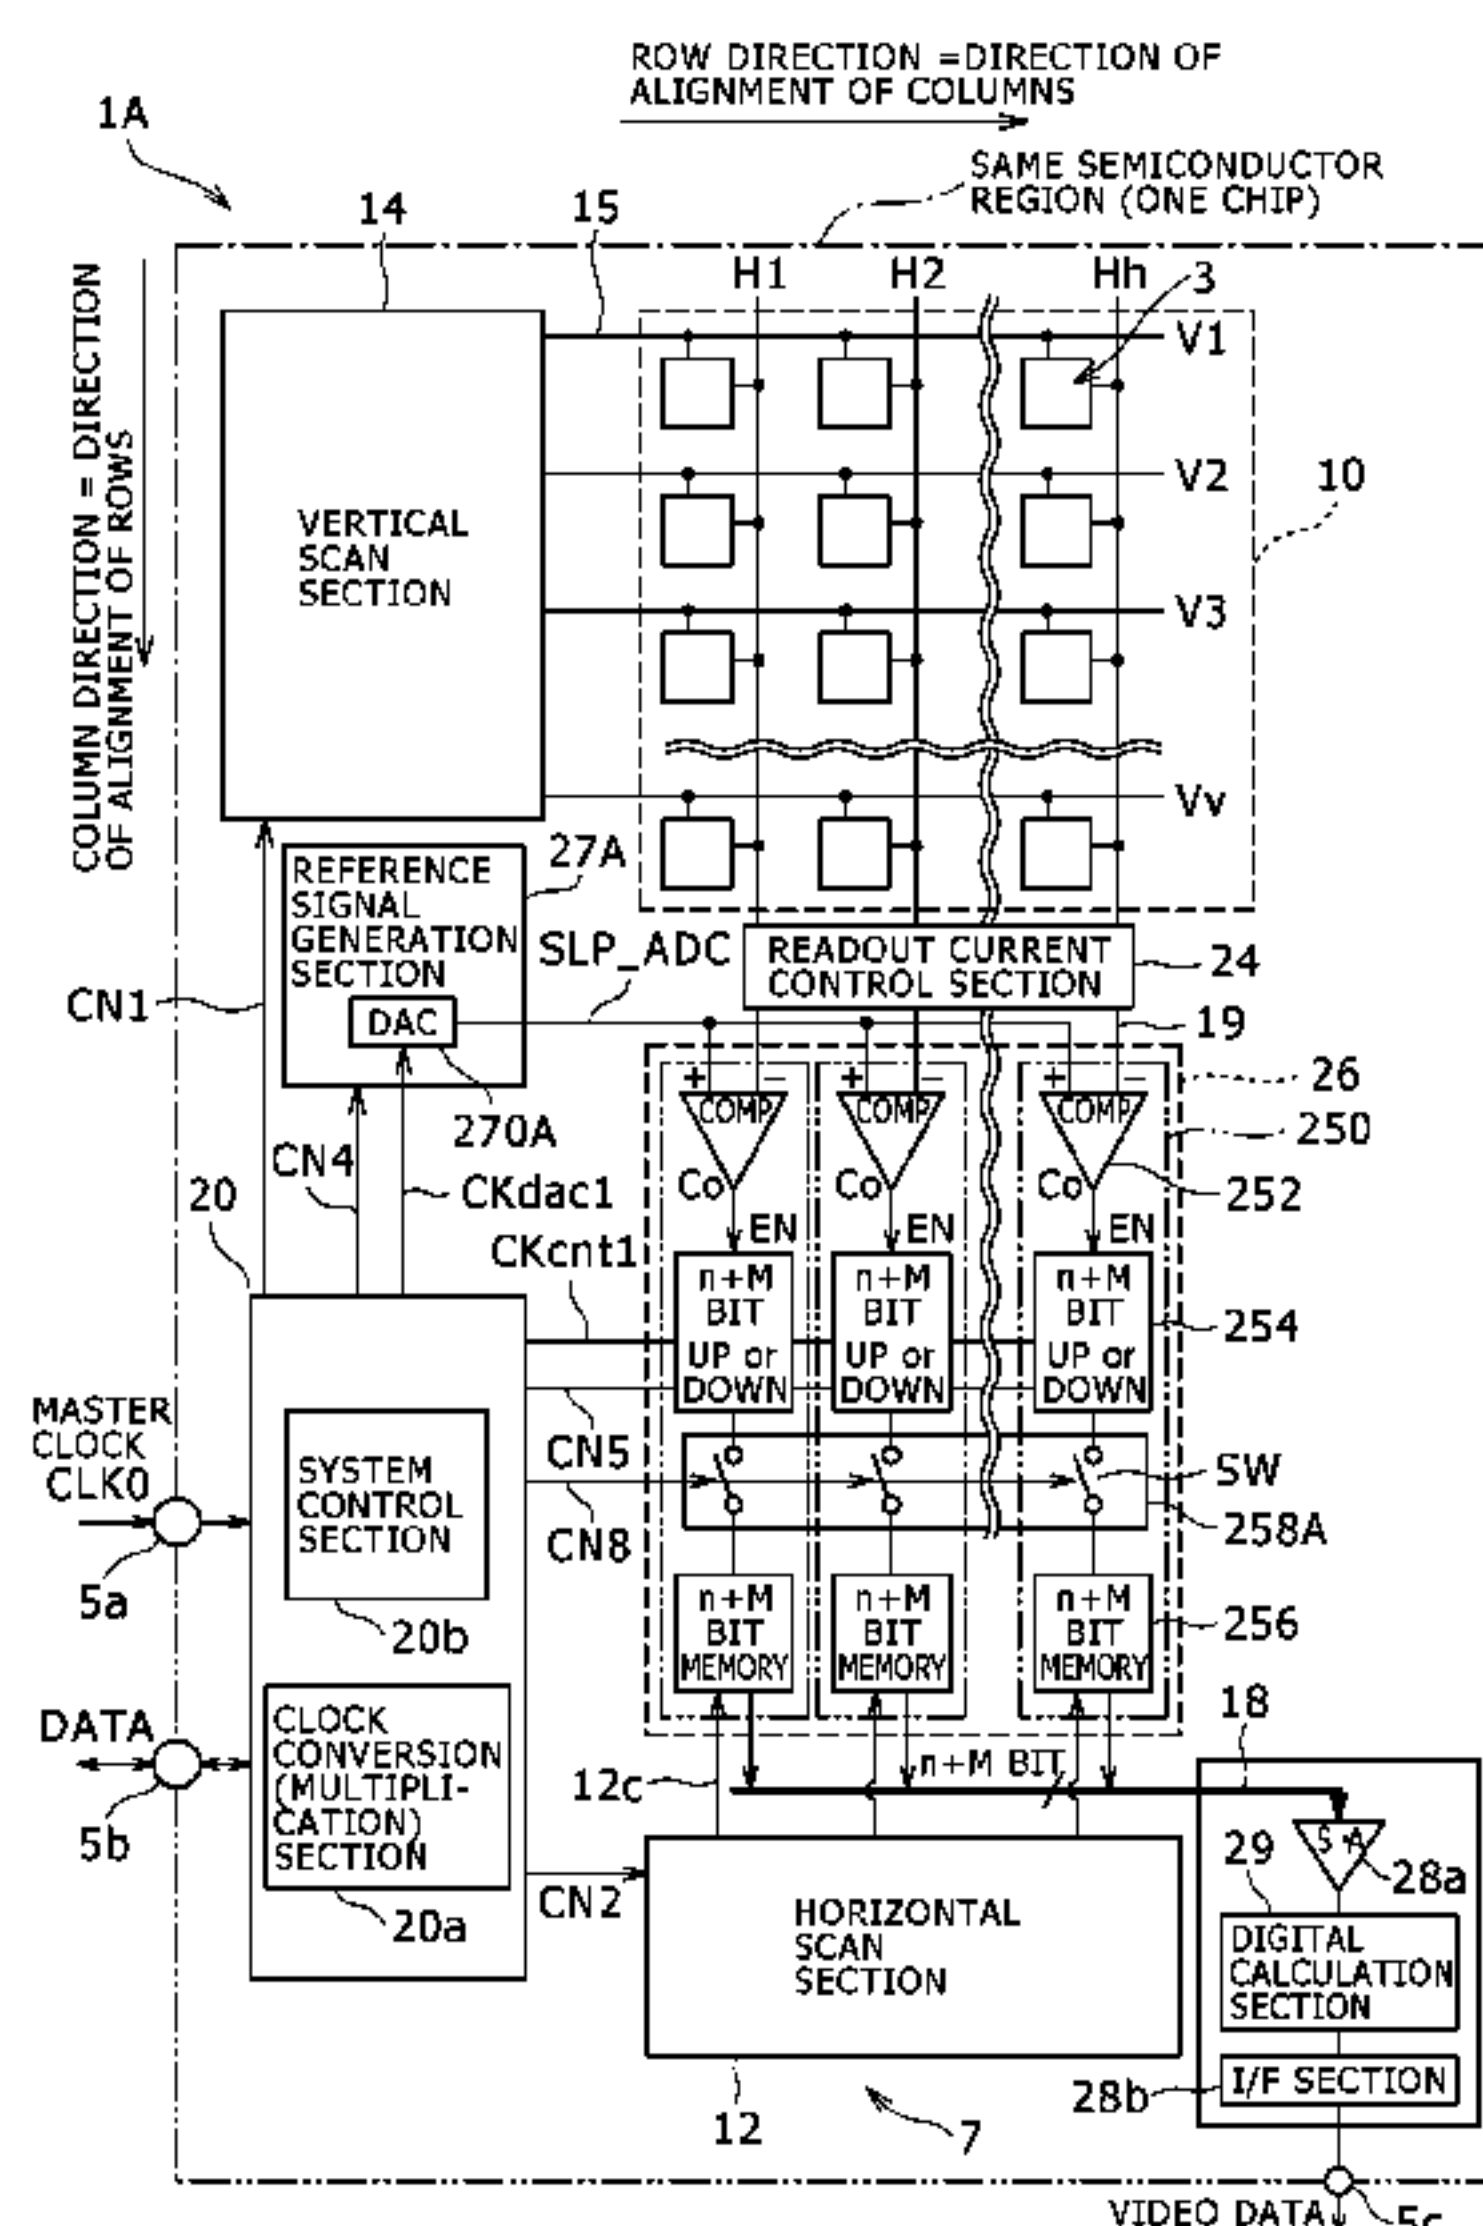 ROW DIRECTION =DIRECTION OF
ALIGNMENT OF COLUMNS
1A
SAME SEMICONDUCTOR
REGION (ONE CHIP)
14
15
H1
H2
Hh
3
COLUMN DIRECTION = DIRECTION
OF ALIGNMENT OF ROWS
V1
V2
10
VERTICAL
SCAN
SECTION
V3
Vv
27A
REFERENCE
SIGNAL
GENERATION
SECTION
SLP_ADC
READOUT CURRENT
CONTROL SECTION
24
CN1
DAC
19
26
+
−
+
−
+
−
COMP
COMP
COMP
250
270A
CN4
20
CKdac1
Co
Co
Co
252
EN
EN
EN
CKcnt1
n+M
BIT
UP or
DOWN
n+M
BIT
UP or
DOWN
n+M
BIT
UP or
DOWN
254
MASTER
CLOCK
CLK0
CN5
SYSTEM
CONTROL
SECTION
SW
258A
CN8
5a
20b
n+M
BIT
MEMORY
n+M
BIT
MEMORY
n+M
BIT
MEMORY
256
DATA
5b
CLOCK
CONVERSION
(MULTIPLI-
CATION)
SECTION
18
n+M BIT
12c
S·A
29
28a
20a
CN2
HORIZONTAL
SCAN
SECTION
DIGITAL
CALCULATION
SECTION
28b
I/F SECTION
12
7
VIDEO DATA
5c